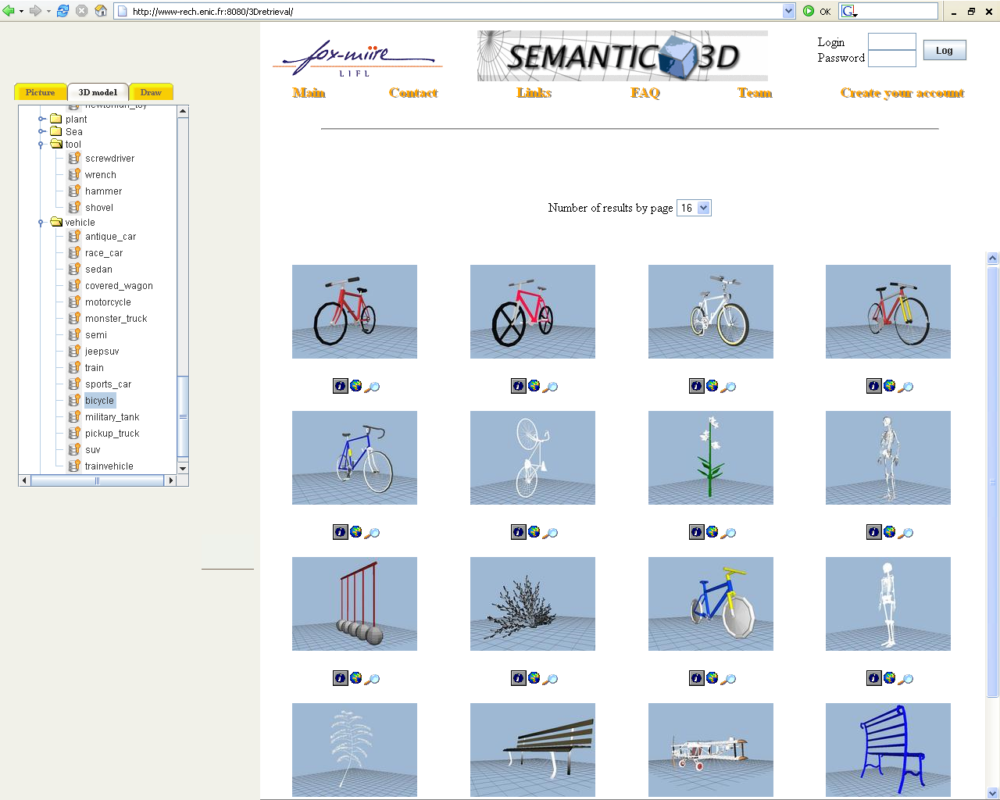 http://www-rech.enic.fr:8080/3Dretrieval/
OK
G
fox-miire
LIFL
SEMANTIC 3D
Login
Password
Log
Main
Contact
Links
FAQ
Team
Create your account
Picture
3D model
Draw
newtonian_toy
plant
Sea
tool
screwdriver
wrench
hammer
shovel
vehicle
antique_car
race_car
sedan
covered_wagon
motorcycle
monster_truck
semi
jeepsuv
train
sports_car
bicycle
military_tank
pickup_truck
suv
trainvehicle
Number of results by page 16